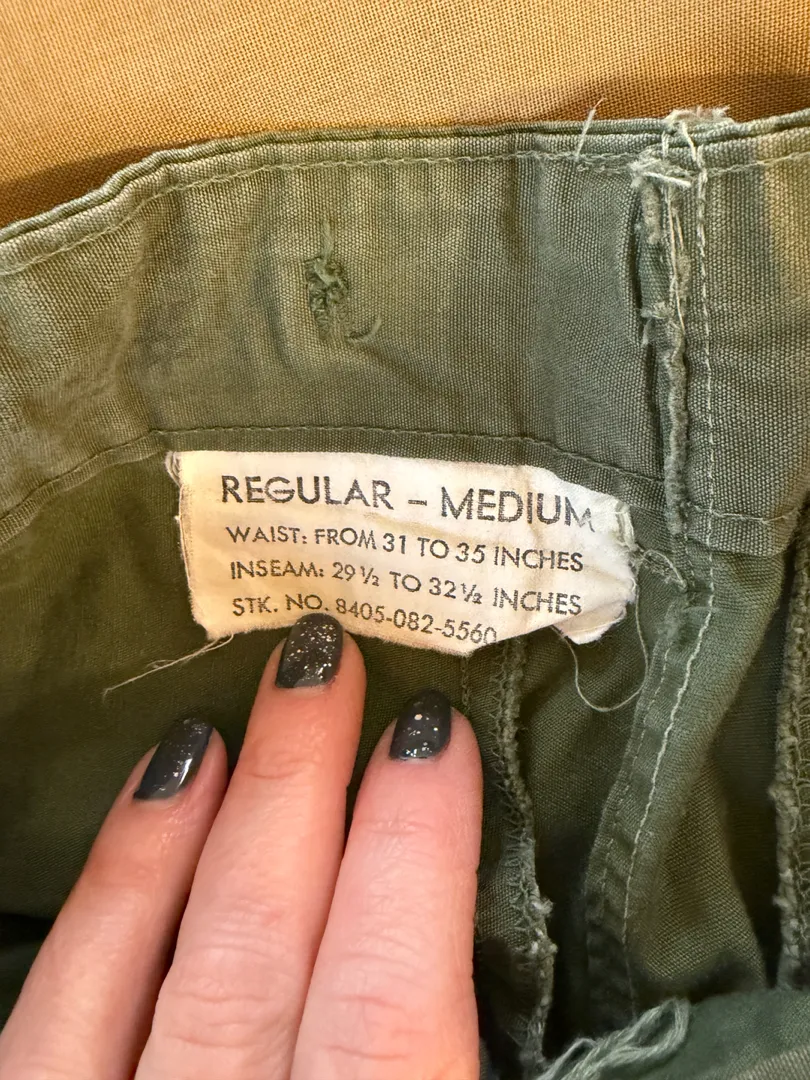 REGULAR – MEDIUM
WAIST: FROM 31 TO 35 INCHES
INSEAM: 29 ½ TO 32 ½ INCHES
STK. NO. 8405-082-5560